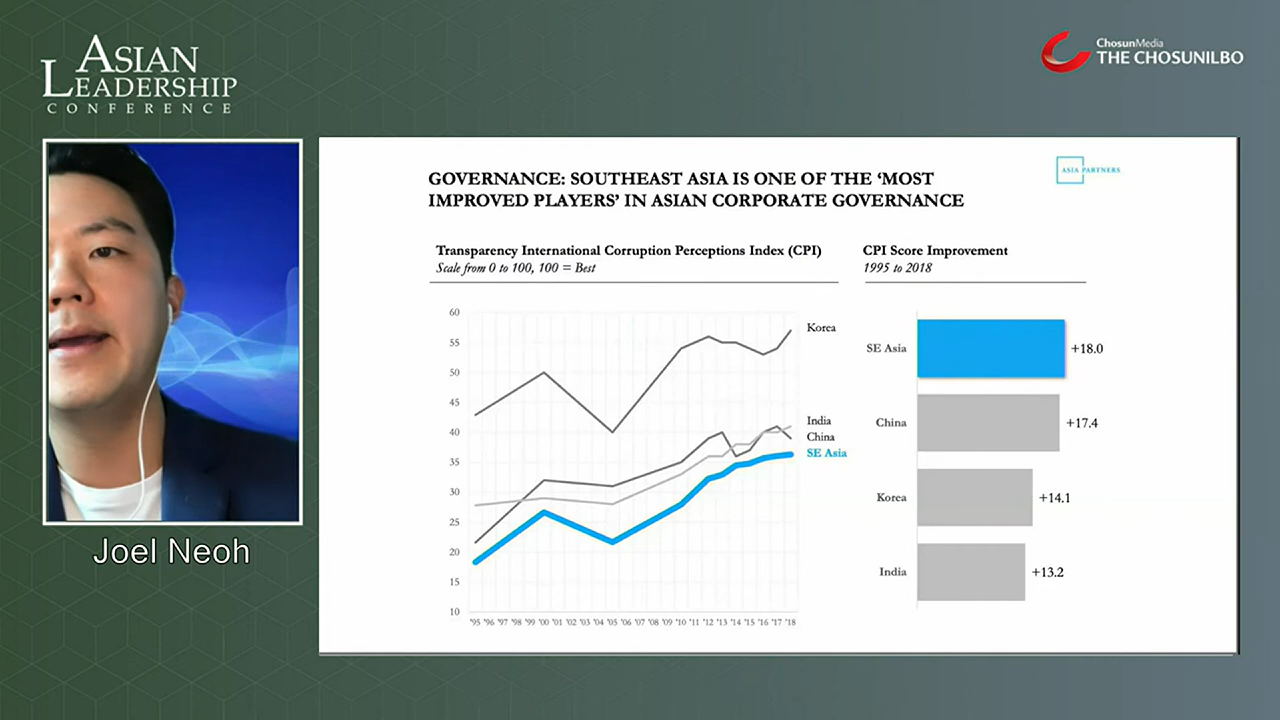 ASIAN
LEADERSHIP
CONFERENCE
ChosunMedia
THE CHOSUNILBO
Joel Neoh
ASIA PARTNERS
GOVERNANCE: SOUTHEAST ASIA IS ONE OF THE ‘MOST
IMPROVED PLAYERS’ IN ASIAN CORPORATE GOVERNANCE
Transparency International Corruption Perceptions Index (CPI)
Scale from 0 to 100, 100 = Best
60
55
50
45
40
35
30
25
20
15
10
'95 '96 '97 '98 '99 '00 '01 '02 '03 '04 '05 '06 '07 '08 '09 '10 '11 '12 '13 '14 '15 '16 '17 '18
Korea
India
China
SE Asia
CPI Score Improvement
1995 to 2018
SE Asia +18.0
China +17.4
Korea +14.1
India +13.2